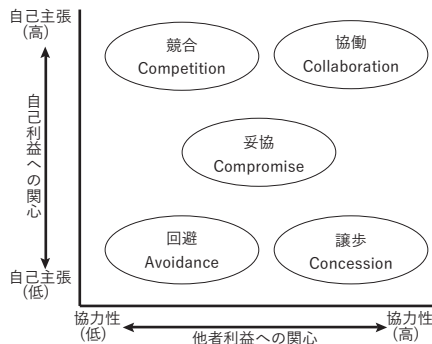 自己主張
(高)
競合
Competition
協働
Collaboration
自己利益への関心
妥協
Compromise
回避
Avoidance
譲歩
Concession
自己主張
(低)
協力性
(低)
他者利益への関心
協力性
(高)